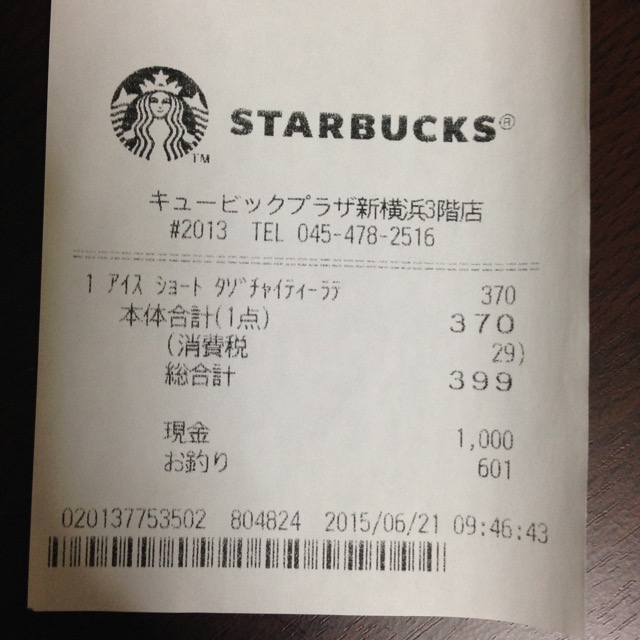 TM
STARBUCKS®
キュービックプラザ新横浜3階店
#2013 TEL 045-478-2516
1 ｱｲｽ ｼｮｰﾄ ﾀｿﾞﾁｬｲﾃｨｰﾗﾃ 370
本体合計(1点) 370
(消費税 29)
総合計 399
現金 1,000
お釣り 601
020137753502 804824 2015/06/21 09:46:43